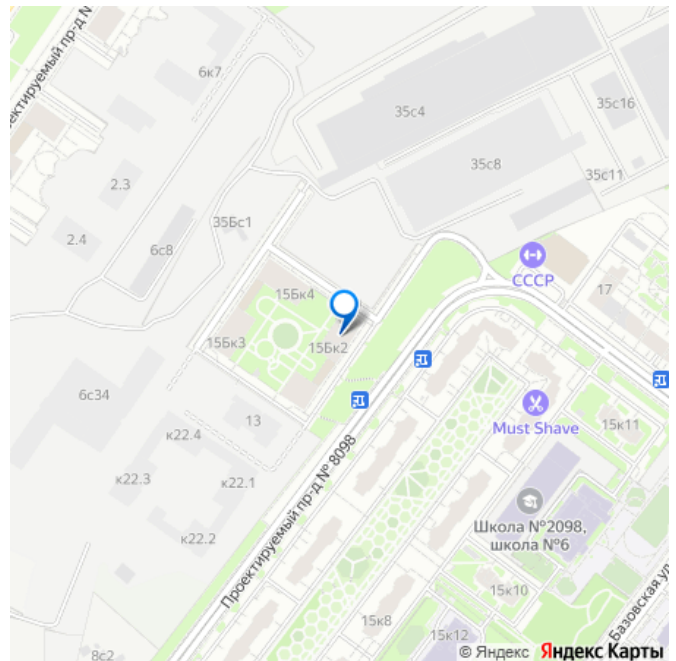 ектируемый пр-д N
6к7
35с4
35с16
35с8
35с11
2.3
35Бс1
2.4
6с8
СССР
15Бк4
17
15Бк3
15Бк2
6с34
13
Must Shave
15к11
к22.4
к22.3
к22.1
Проектируемый пр-д № 8098
Школа №2098,
школа №6
к22.2
15к10
15к8
15к12
Базовская ул
8с2
© Яндекс Яндекс Карты